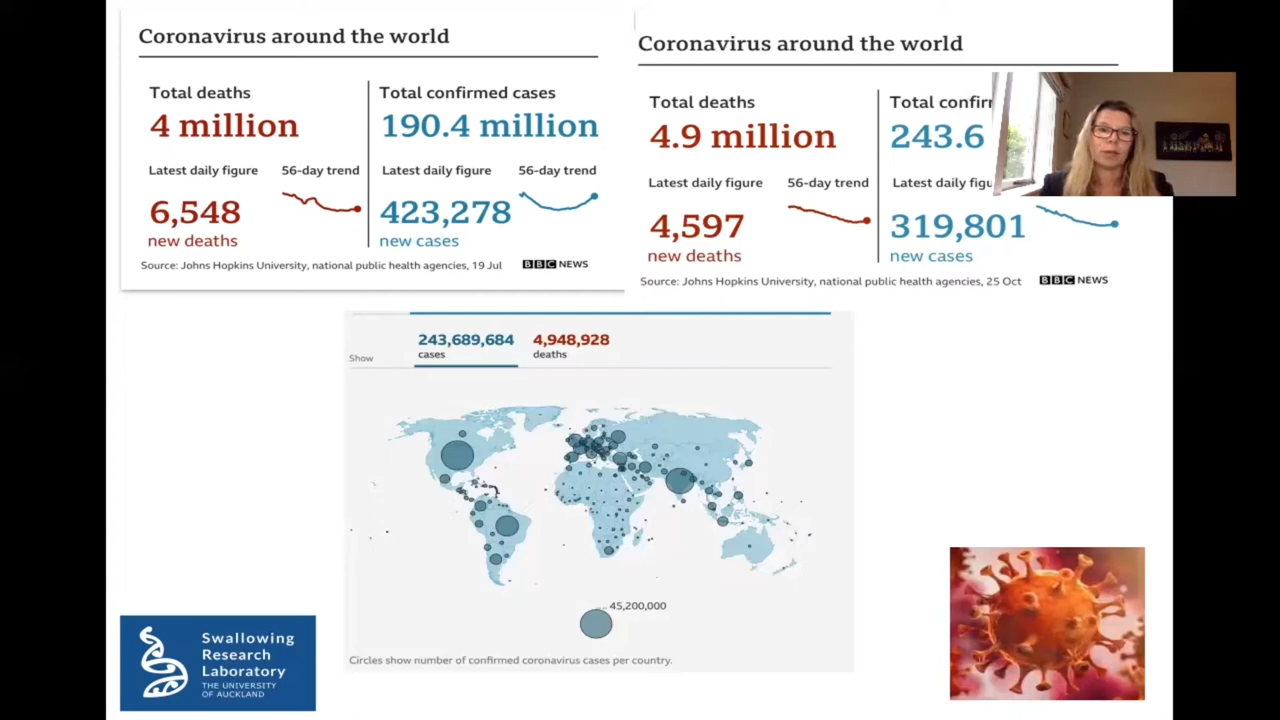 Coronavirus around the world
Total deaths
4 million
Latest daily figure
56-day trend
6,548
new deaths
Total confirmed cases
190.4 million
Latest daily figure
56-day trend
423,278
new cases
Source: Johns Hopkins University, national public health agencies, 19 Jul
BBC NEWS
Coronavirus around the world
Total deaths
4.9 million
Latest daily figure
56-day trend
4,597
new deaths
Total
243.6
Latest daily
319,801
new cases
Source: Johns Hopkins University, national public health agencies, 25 Oct
BBC NEWS
Show
243,689,684
cases
4,948,928
deaths
45,200,000
Circles show number of confirmed coronavirus cases per country.
Swallowing
Research
Laboratory
THE UNIVERSITY
OF AUCKLAND